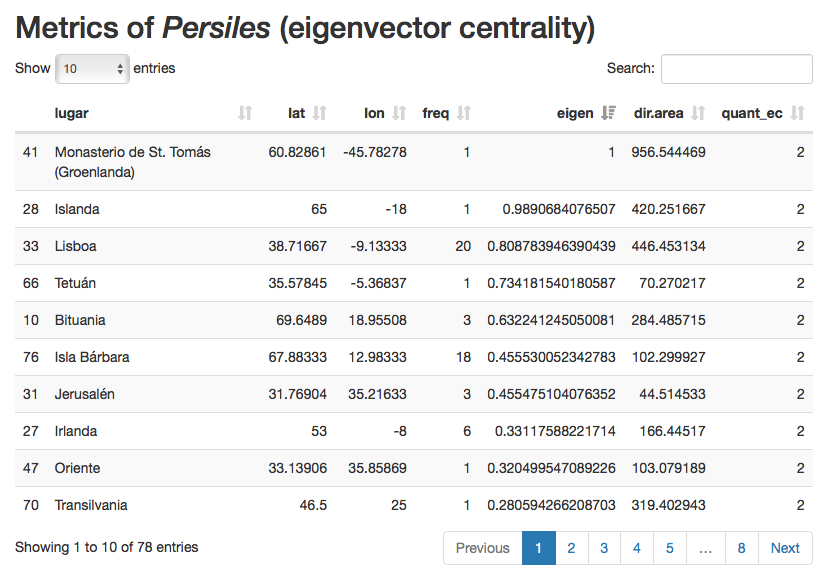 Metrics of Persiles (eigenvector centrality)
Show 10 entries Search:
lugar lat lon freq eigen dir.area quant_ec
41 Monasterio de St. Tomás 60.82861 -45.78278 1 1 956.544469 2
(Groenlanda)
28 Islanda 65 -18 1 0.9890684076507 420.251667 2
33 Lisboa 38.71667 -9.13333 20 0.808783946390439 446.453134 2
66 Tetuán 35.57845 -5.36837 1 0.734181540180587 70.270217 2
10 Bituania 69.6489 18.95508 3 0.632241245050081 284.485715 2
76 Isla Bárbara 67.88333 12.98333 18 0.455530052342783 102.299927 2
31 Jerusalén 31.76904 35.21633 3 0.455475104076352 44.514533 2
27 Irlanda 53 -8 6 0.33117588221714 166.44517 2
47 Oriente 33.13906 35.85869 1 0.320499547089226 103.079189 2
70 Transilvania 46.5 25 1 0.280594266208703 319.402943 2
Showing 1 to 10 of 78 entries Previous 1 2 3 4 5 … 8 Next